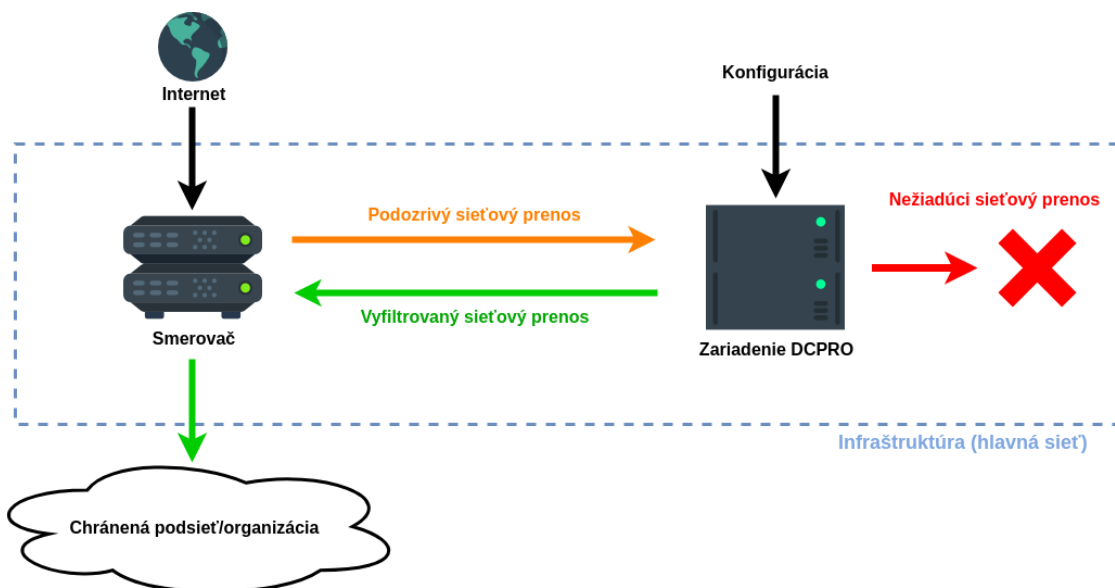 Internet
Konfigurácia
Podozrivý sieťový prenos
Nežiadúci sieťový prenos
Vyfiltrovaný sieťový prenos
Smerovač
Zariadenie DCPRO
Infraštruktúra (hlavná sieť)
Chránená podsieť/organizácia